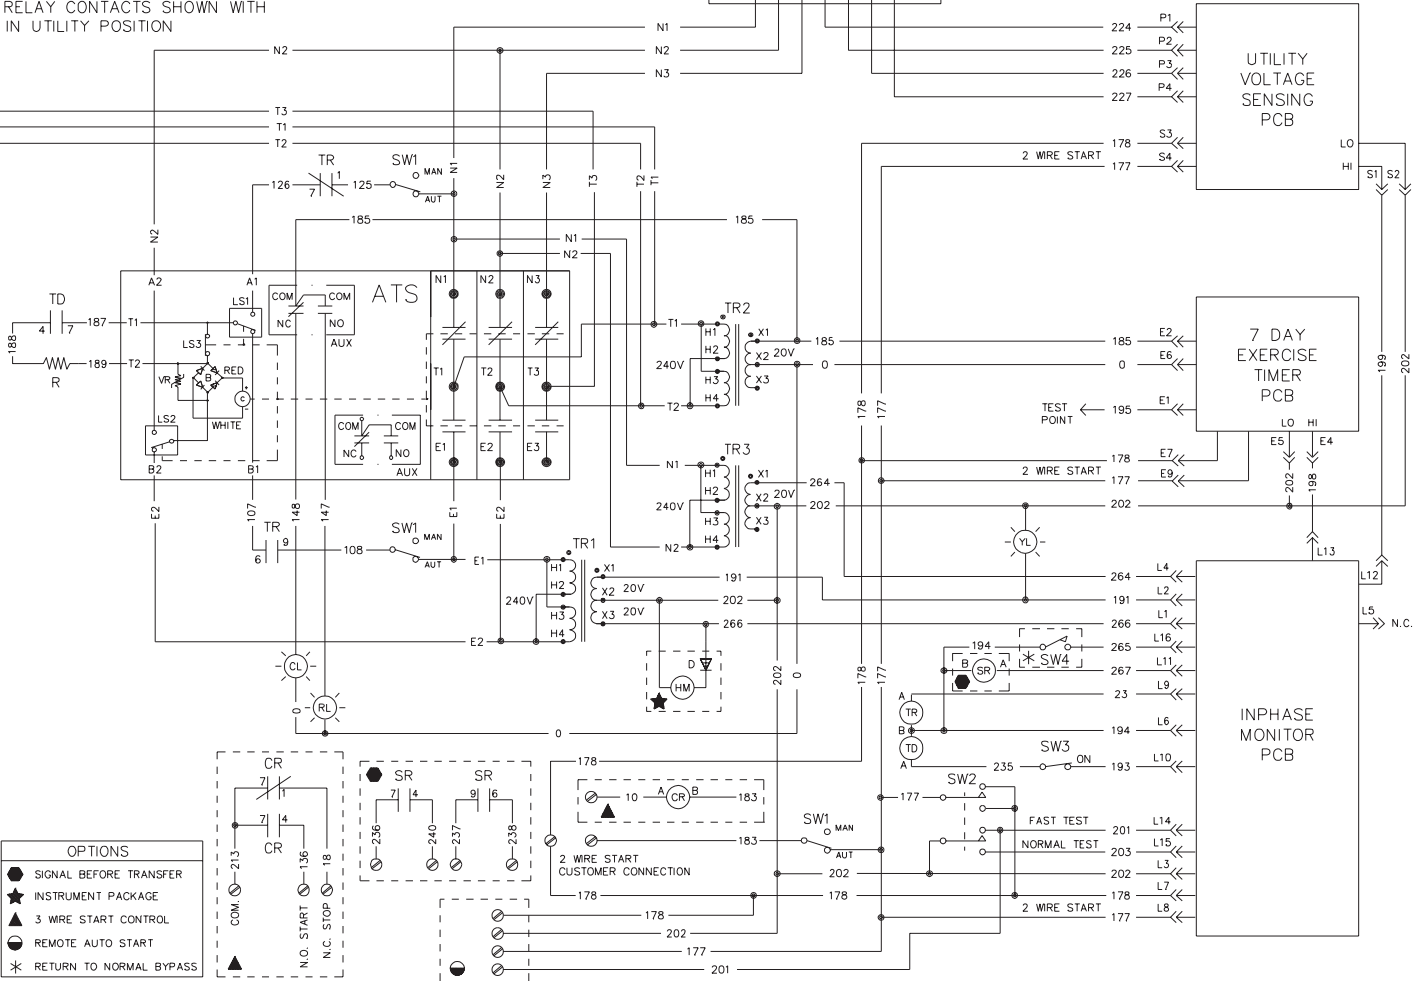 RELAY CONTACTS SHOWN WITH
IN UTILITY POSITION
N1
N2
N2
N3
T3
T1
T2
224
P1
225
P2
226
P3
227
P4
178
S3
2 WIRE START
177
S4
UTILITY
VOLTAGE
SENSING
PCB
LO
HI
S1
S2
199
202
TR
126
7
1
125
SW1
MAN
AUT
N1
N2
N3
T3
T2
T1
185
185
N1
N2
N2
A2
A1
ATS
LS1
COM
COM
NC
NO
AUX
N1
N2
N3
TD
4
7
187
T1
188
189
T2
R
LS3
VR
B
RED
C
+
-
WHITE
LS2
B2
B1
COM
COM
NC
NO
AUX
T1
T2
T3
E1
E2
E3
T1
T2
TR2
H1
H2
240V
H3
H4
X1
X2
20V
X3
185
0
N1
N2
TR3
H1
H2
240V
H3
H4
X1
X2
20V
X3
264
202
178
177
185
E2
0
E6
TEST
POINT
195
E1
7 DAY
EXERCISE
TIMER
PCB
LO
HI
E5
E4
178
E7
2 WIRE START
177
E9
202
202
198
L13
E2
107
148
147
E1
E2
TR
6
9
108
SW1
MAN
AUT
E1
TR1
H1
H2
240V
H3
H4
X1
X2
20V
X3
20V
191
202
266
E2
YL
264
L4
191
L2
266
L1
194
SW4
265
L16
B
SR
A
267
L11
23
L9
A
TR
B
TD
A
194
L6
235
SW3
ON
193
L10
L12
L5
N.C.
INPHASE
MONITOR
PCB
CL
0
RL
D
HM
202
0
178
177
0
178
CR
7
1
7
4
CR
213
136
18
COM.
N.O. START
N.C. STOP
SR
7
4
SR
9
6
236
240
237
238
10
A
CR
B
183
183
SW1
MAN
AUT
2 WIRE START
CUSTOMER CONNECTION
177
SW2
FAST TEST
201
L14
NORMAL TEST
203
L15
202
202
L3
178
178
178
L7
2 WIRE START
177
L8
178
202
177
201
OPTIONS
SIGNAL BEFORE TRANSFER
INSTRUMENT PACKAGE
3 WIRE START CONTROL
REMOTE AUTO START
RETURN TO NORMAL BYPASS